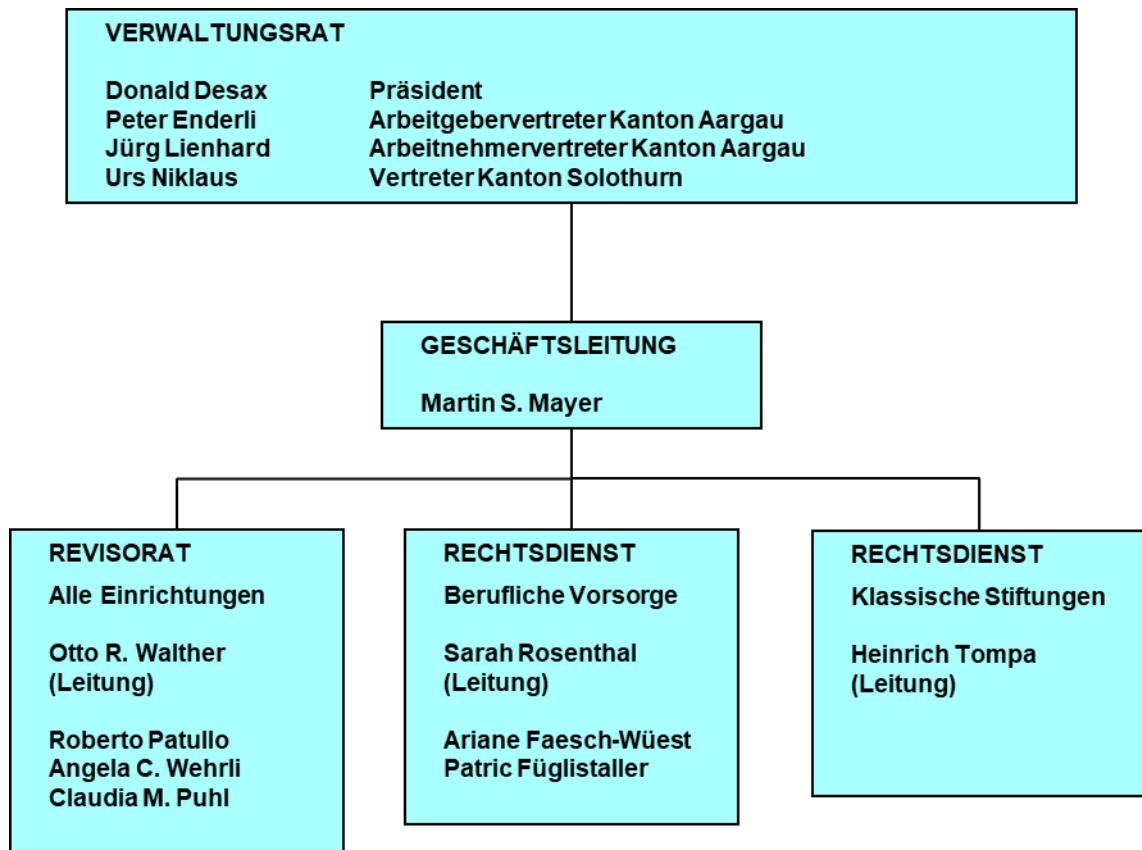 VERWALTUNGSRAT
Donald Desax Präsident
Peter Enderli Arbeitgebervertreter Kanton Aargau
Jürg Lienhard Arbeitnehmervertreter Kanton Aargau
Urs Niklaus Vertreter Kanton Solothurn
GESCHÄFTSLEITUNG
Martin S. Mayer
REVISORAT
Alle Einrichtungen
Otto R. Walther
(Leitung)
Roberto Patullo
Angela C. Wehrli
Claudia M. Puhl
RECHTSDIENST
Berufliche Vorsorge
Sarah Rosenthal
(Leitung)
Ariane Faesch-Wüest
Patric Füglistaller
RECHTSDIENST
Klassische Stiftungen
Heinrich Tompa
(Leitung)